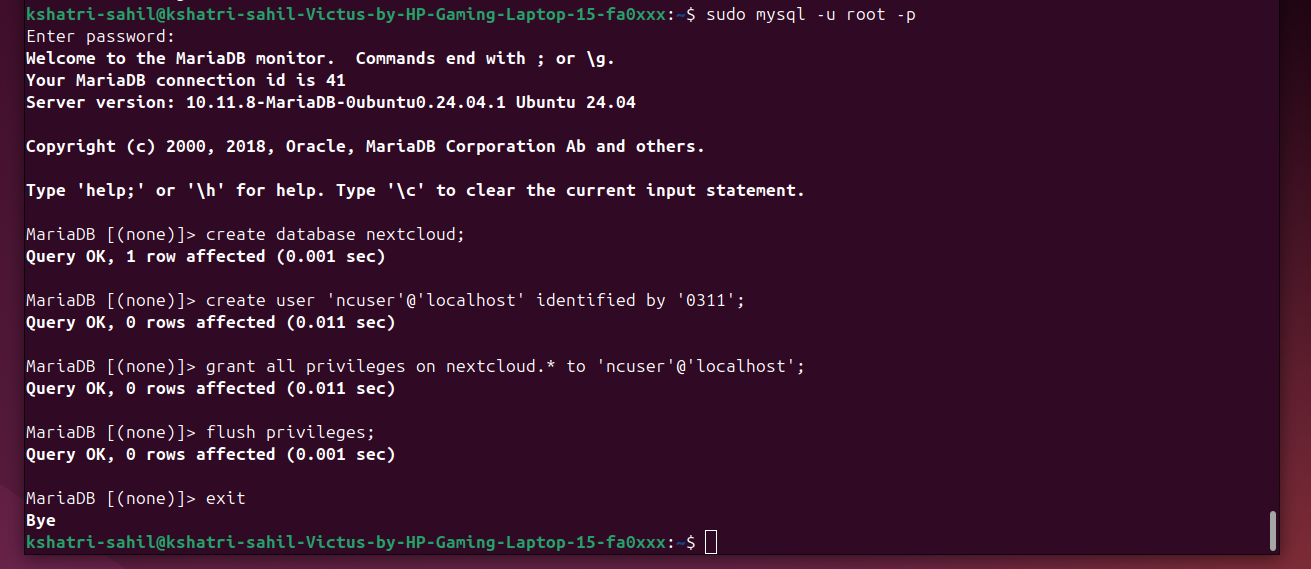 kshatri-sahil@kshatri-sahil-Victus-by-HP-Gaming-Laptop-15-fa0xxx:~$ sudo mysql -u root -p
Enter password:
Welcome to the MariaDB monitor.  Commands end with ; or \g.
Your MariaDB connection id is 41
Server version: 10.11.8-MariaDB-0ubuntu0.24.04.1 Ubuntu 24.04
Copyright (c) 2000, 2018, Oracle, MariaDB Corporation Ab and others.
Type 'help;' or '\h' for help. Type '\c' to clear the current input statement.
MariaDB [(none)]> create database nextcloud;
Query OK, 1 row affected (0.001 sec)
MariaDB [(none)]> create user 'ncuser'@'localhost' identified by '0311';
Query OK, 0 rows affected (0.011 sec)
MariaDB [(none)]> grant all privileges on nextcloud.* to 'ncuser'@'localhost';
Query OK, 0 rows affected (0.011 sec)
MariaDB [(none)]> flush privileges;
Query OK, 0 rows affected (0.001 sec)
MariaDB [(none)]> exit
Bye
kshatri-sahil@kshatri-sahil-Victus-by-HP-Gaming-Laptop-15-fa0xxx:~$